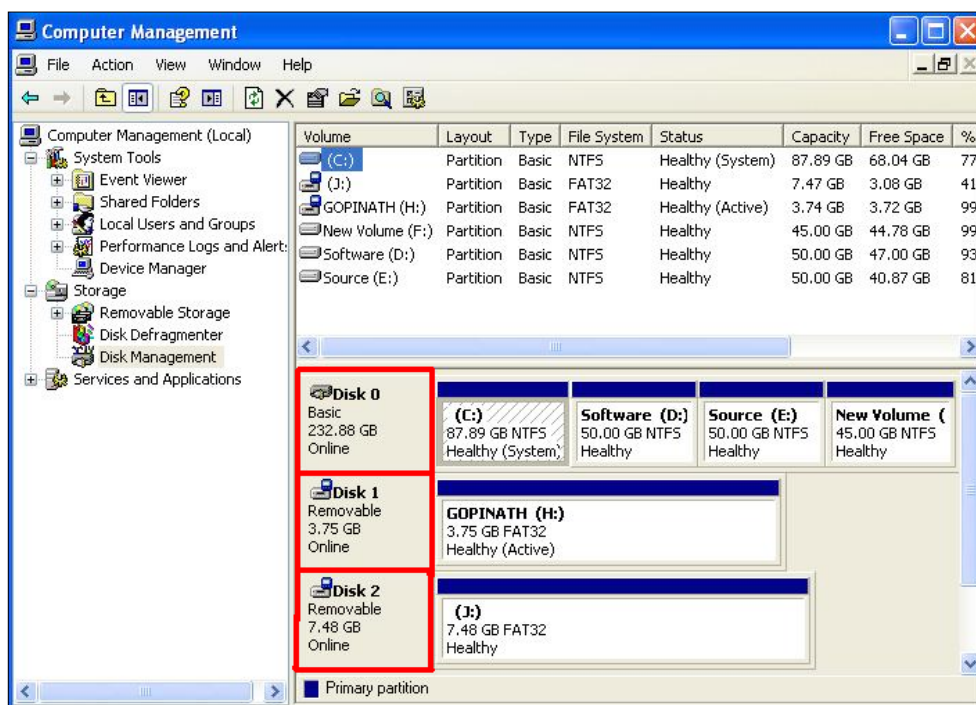 Computer Management
File Action View Window Help
Computer Management (Local)
System Tools
Event Viewer
Shared Folders
Local Users and Groups
Performance Logs and Alert:
Device Manager
Storage
Removable Storage
Disk Defragmenter
Disk Management
Services and Applications
Volume Layout Type File System Status Capacity Free Space %
(C:) Partition Basic NTFS Healthy (System) 87.89 GB 68.04 GB 77
(J:) Partition Basic FAT32 Healthy 7.47 GB 3.08 GB 41
GOPINATH (H:) Partition Basic FAT32 Healthy (Active) 3.74 GB 3.72 GB 99
New Volume (F:) Partition Basic NTFS Healthy 45.00 GB 44.78 GB 99
Software (D:) Partition Basic NTFS Healthy 50.00 GB 47.00 GB 93
Source (E:) Partition Basic NTFS Healthy 50.00 GB 40.87 GB 81
Disk 0
Basic
232.88 GB
Online
(C:)
87.89 GB NTFS
Healthy (System)
Software (D:)
50.00 GB NTFS
Healthy
Source (E:)
50.00 GB NTFS
Healthy
New Volume (
45.00 GB NTFS
Healthy
Disk 1
Removable
3.75 GB
Online
GOPINATH (H:)
3.75 GB FAT32
Healthy (Active)
Disk 2
Removable
7.48 GB
Online
(J:)
7.48 GB FAT32
Healthy
Primary partition